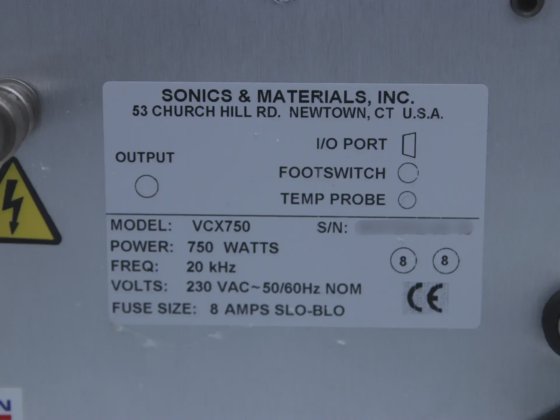 SONICS & MATERIALS, INC.
53 CHURCH HILL RD. NEWTOWN, CT U.S.A.
I/O PORT
OUTPUT
FOOTSWITCH
TEMP PROBE
MODEL: VCX750 S/N:
POWER: 750 WATTS
FREQ: 20 kHz
8 8
VOLTS: 230 VAC~50/60Hz NOM
CE
FUSE SIZE: 8 AMPS SLO-BLO